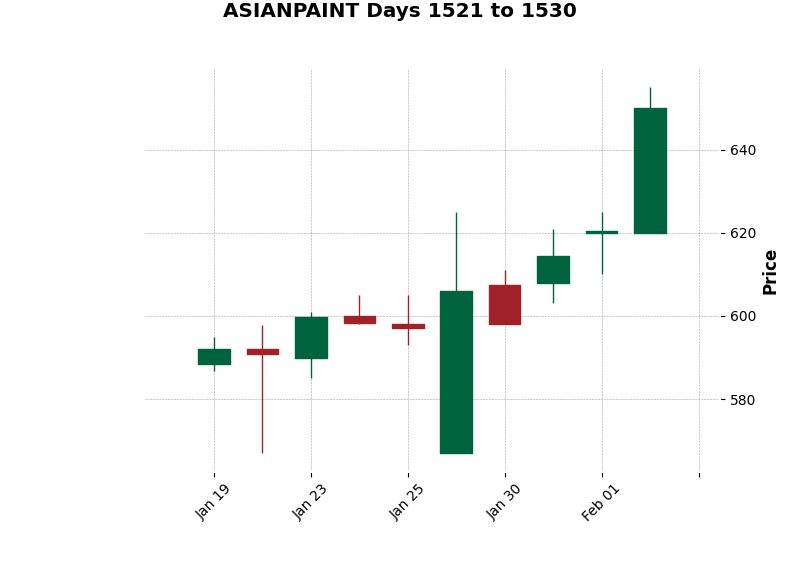 ASIANPAINT Days 1521 to 1530
640
620
600
580
Price
Jan 19
Jan 23
Jan 25
Jan 30
Feb 01